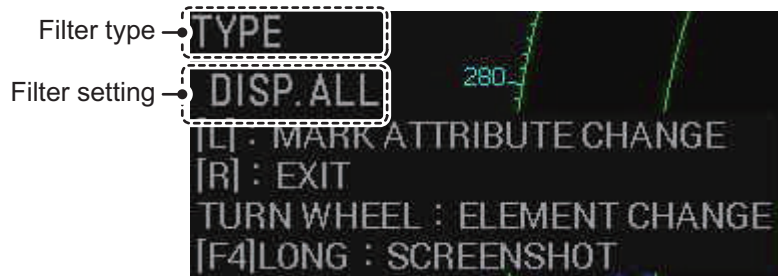 Filter type
TYPE
Filter setting
DISP. ALL
280
[L] : MARK ATTRIBUTE CHANGE
[R] : EXIT
TURN WHEEL : ELEMENT CHANGE
[F4]LONG : SCREENSHOT